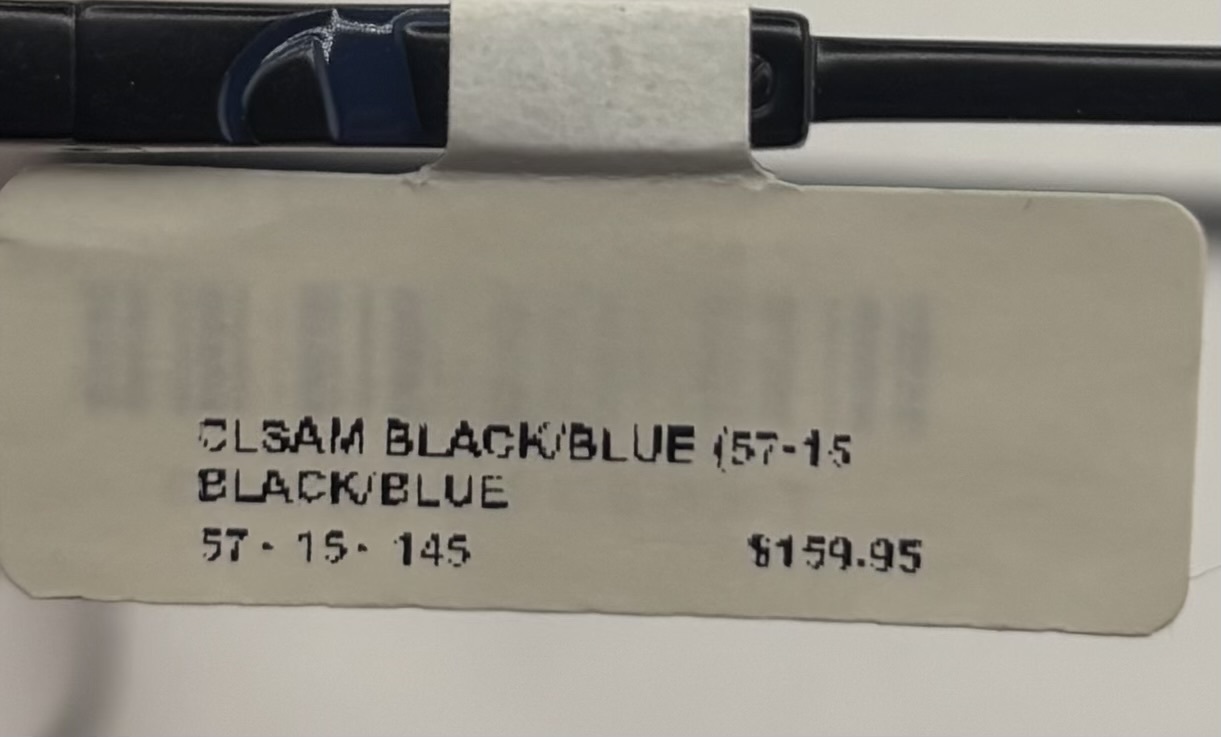 CLSAM BLACK/BLUE (57-15
BLACK/BLUE
57 - 15 - 145 $159.95